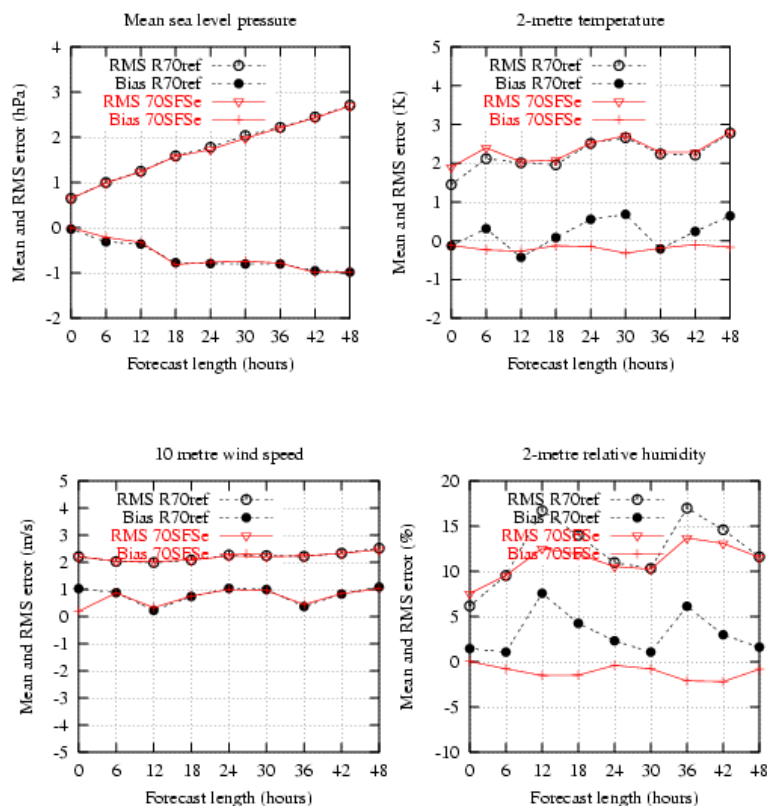 Mean sea level pressure
Mean and RMS error (hPa)
5
4
3
2
1
0
-1
-2
RMS R70ref
Bias R70ref
RMS 70SFSe
Bias 70SFSe
0 6 12 18 24 30 36 42 48
Forecast length (hours)
2-metre temperature
Mean and RMS error (K)
5
4
3
2
1
0
-1
-2
RMS R70ref
Bias R70ref
RMS 70SFSe
Bias 70SFSe
0 6 12 18 24 30 36 42 48
Forecast length (hours)
10 metre wind speed
Mean and RMS error (m/s)
5
4
3
2
1
0
-1
-2
-3
-4
-5
RMS R70ref
Bias R70ref
RMS 70SFSe
Bias 70SFSe
0 6 12 18 24 30 36 42 48
Forecast length (hours)
2-metre relative humidity
Mean and RMS error (%)
20
15
10
5
0
-5
-10
RMS R70ref
Bias R70ref
RMS 70SFSe
Bias 70SFSe
0 6 12 18 24 30 36 42 48
Forecast length (hours)